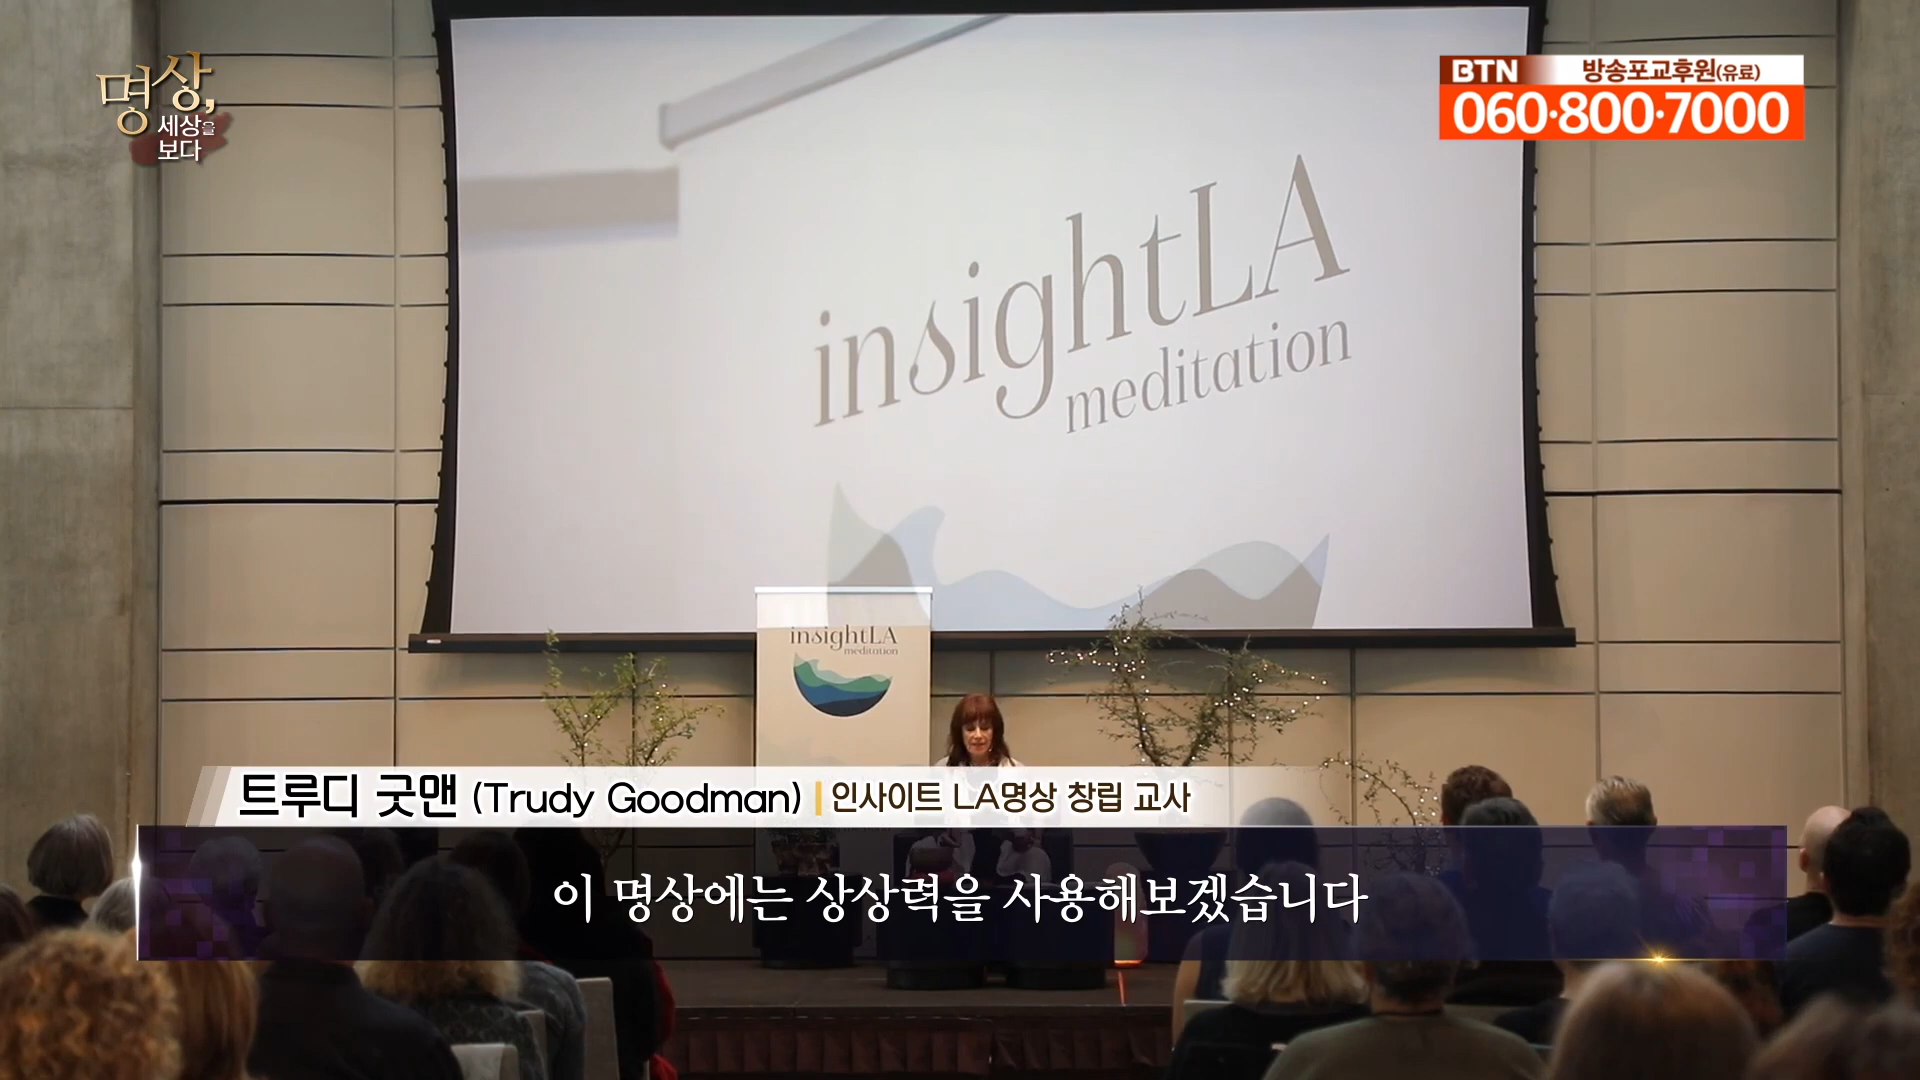 명상,
세상을
보다
BTN 방송포교후원(유료)
060·800·7000
insightLA
meditation
insightLA
meditation
트루디 굿맨 (Trudy Goodman) 인사이트 LA명상 창립 교사
이 명상에는 상상력을 사용해보겠습니다